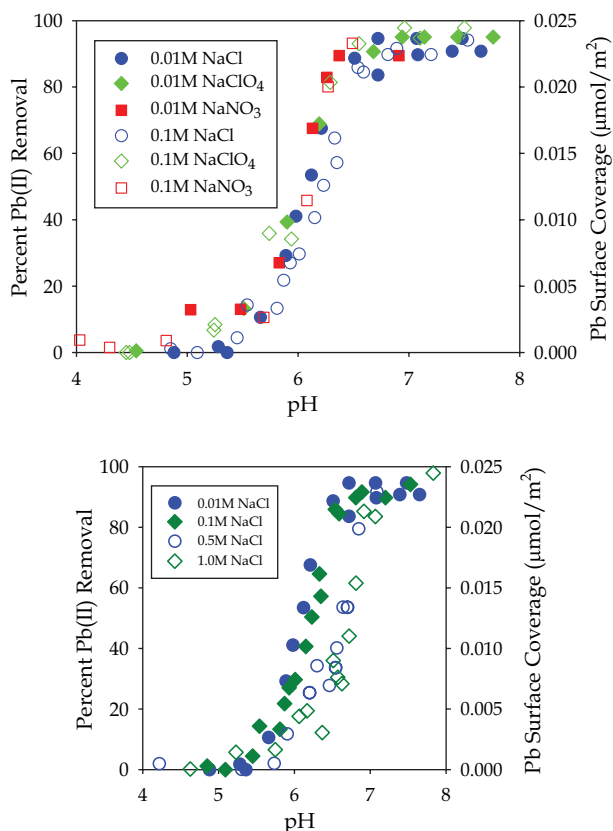 100
80
60
40
20
0
Percent Pb(II) Removal
0.01M NaCl
0.01M NaClO4
0.01M NaNO3
0.1M NaCl
0.1M NaClO4
0.1M NaNO3
0.025
0.020
0.015
0.010
0.005
0.000
Pb Surface Coverage (μmol/m²)
4 5 6 7 8
pH
100
80
60
40
20
0
Percent Pb(II) Removal
0.01M NaCl
0.1M NaCl
0.5M NaCl
1.0M NaCl
0.025
0.020
0.015
0.010
0.005
0.000
Pb Surface Coverage (μmol/m²)
4 5 6 7 8
pH